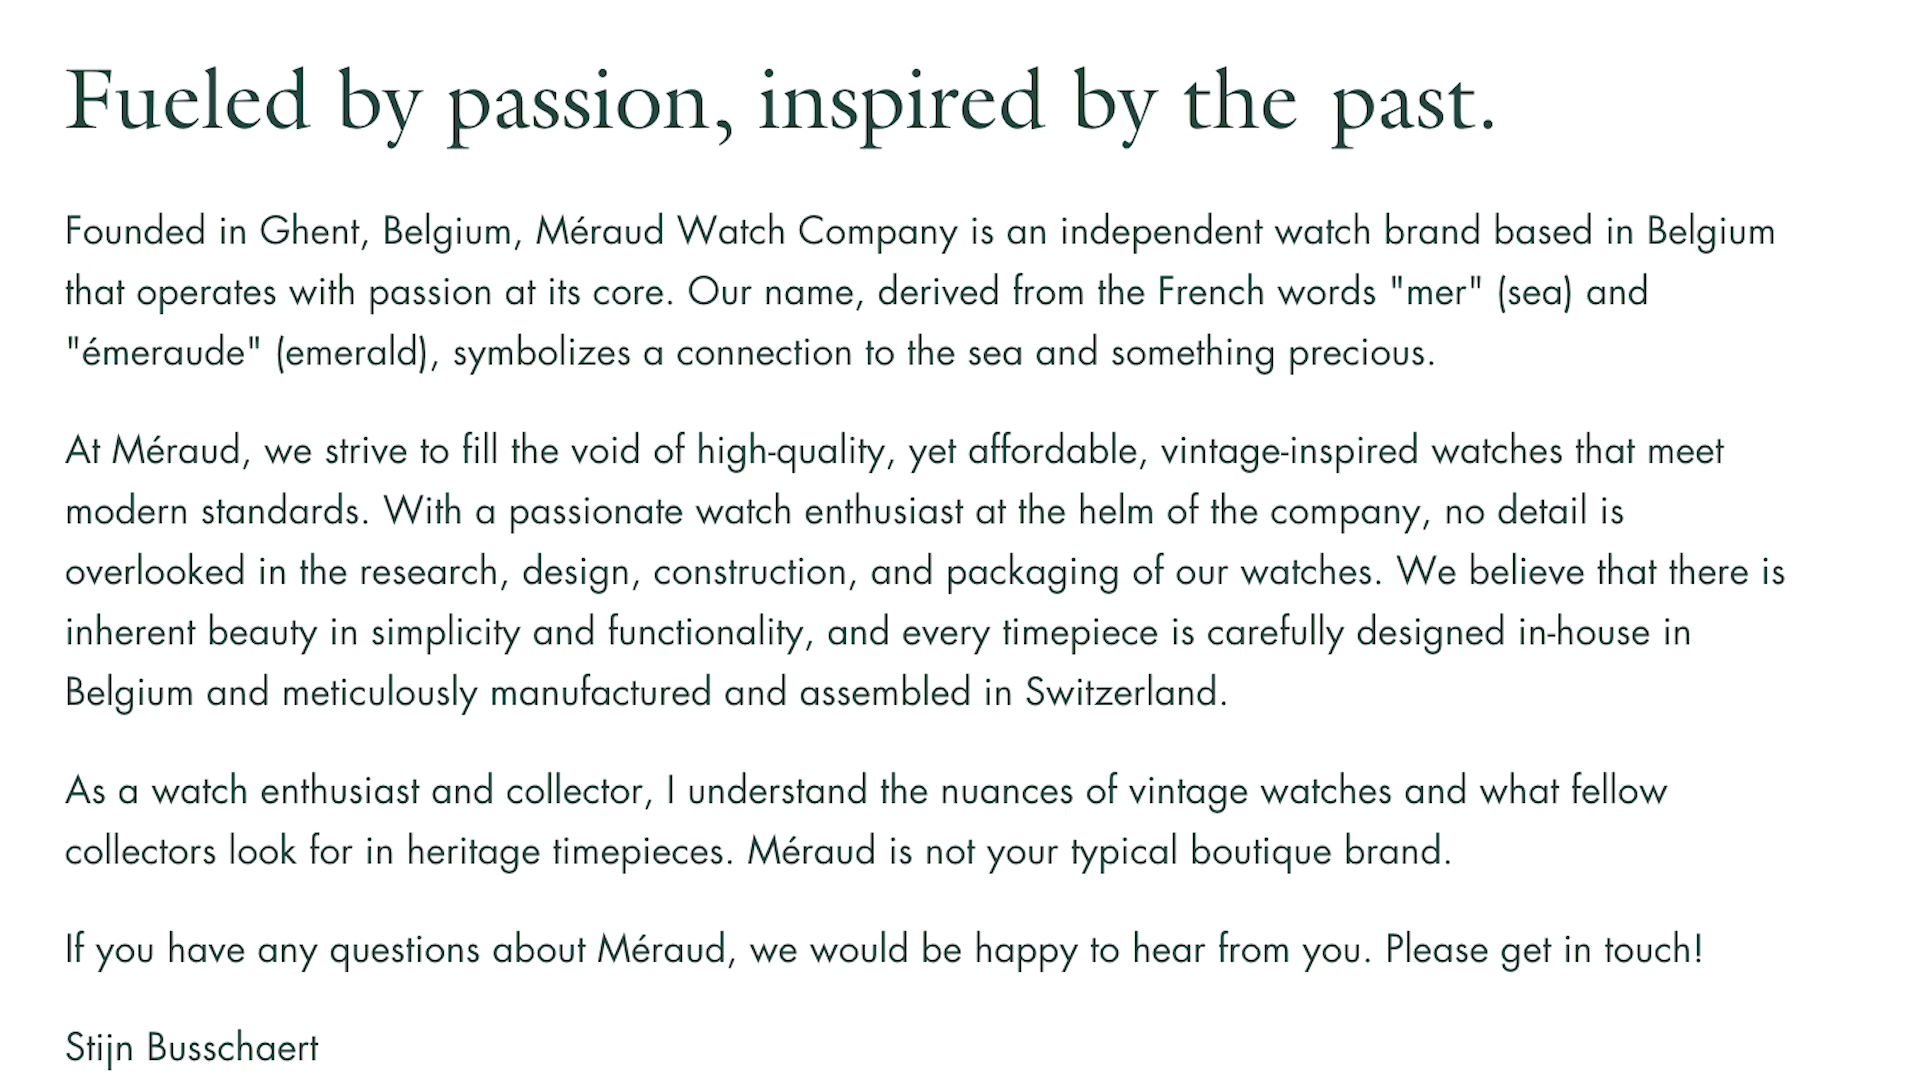 Fueled by passion, inspired by the past.
Founded in Ghent, Belgium, Méraud Watch Company is an independent watch brand based in Belgium
that operates with passion at its core. Our name, derived from the French words "mer" (sea) and
"émeraude" (emerald), symbolizes a connection to the sea and something precious.
At Méraud, we strive to fill the void of high-quality, yet affordable, vintage-inspired watches that meet
modern standards. With a passionate watch enthusiast at the helm of the company, no detail is
overlooked in the research, design, construction, and packaging of our watches. We believe that there is
inherent beauty in simplicity and functionality, and every timepiece is carefully designed in-house in
Belgium and meticulously manufactured and assembled in Switzerland.
As a watch enthusiast and collector, I understand the nuances of vintage watches and what fellow
collectors look for in heritage timepieces. Méraud is not your typical boutique brand.
If you have any questions about Méraud, we would be happy to hear from you. Please get in touch!
Stijn Busschaert